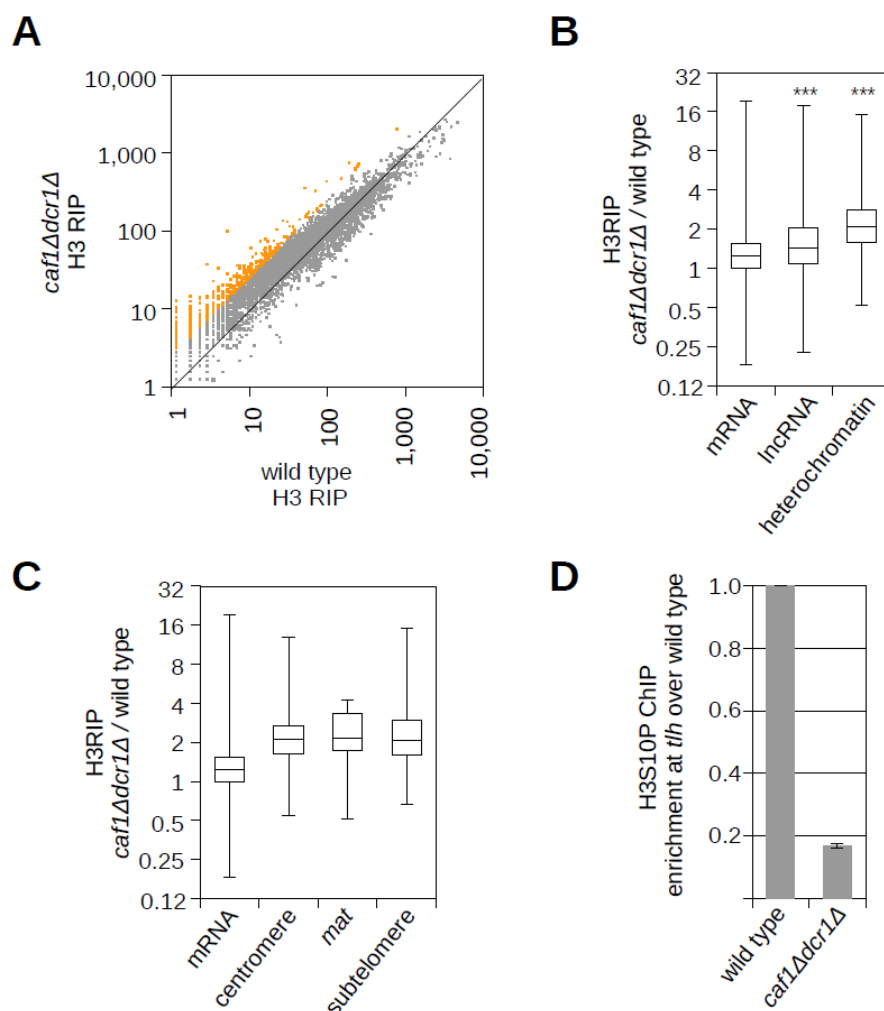 A
10,000
1,000
100
10
1
caf1Δdcr1Δ
H3 RIP
1
10
100
1,000
10,000
wild type
H3 RIP
B
32
16
8
4
2
1
0.5
0.25
0.12
H3RIP
caf1Δdcr1Δ / wild type
***
***
mRNA
lncRNA
heterochromatin
C
32
16
8
4
2
1
0.5
0.25
0.12
H3RIP
caf1Δdcr1Δ / wild type
mRNA
centromere
mat
subtelomere
D
1.0
0.8
0.6
0.4
0.2
H3S10P ChIP
enrichment at tlh over wild type
wild type
caf1Δdcr1Δ